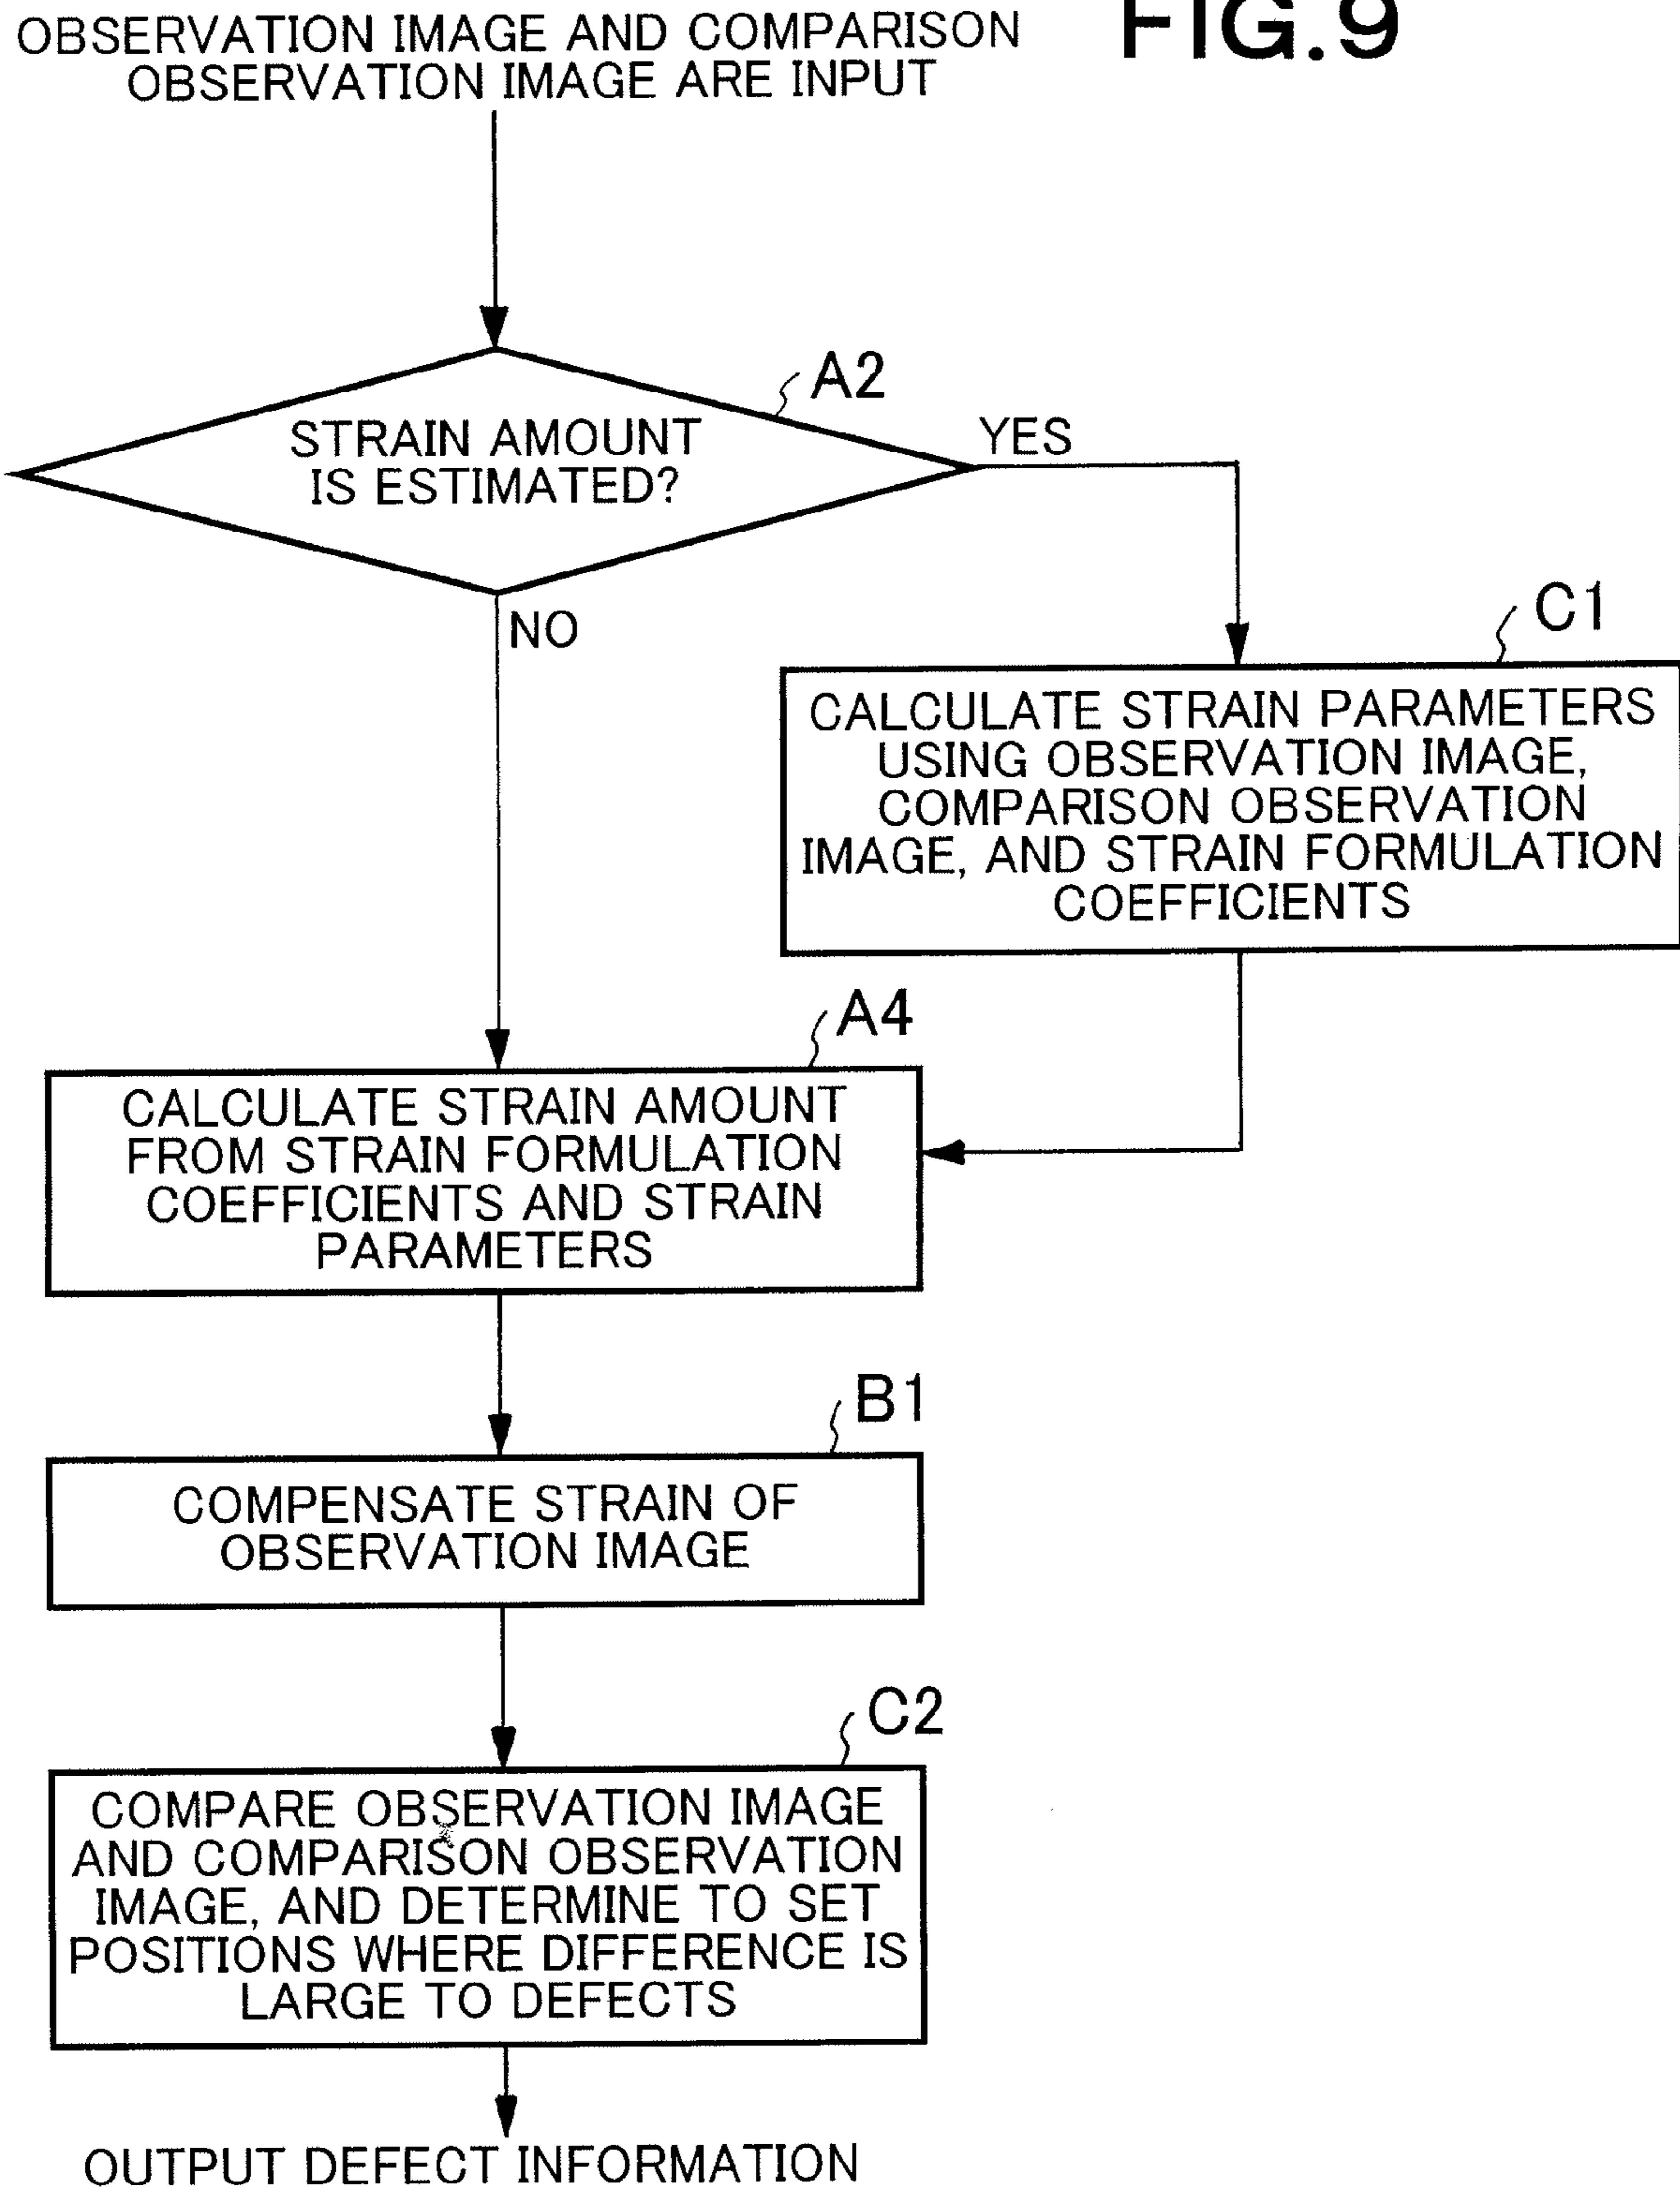 FIG.9
OBSERVATION IMAGE AND COMPARISON
OBSERVATION IMAGE ARE INPUT
A2
STRAIN AMOUNT
IS ESTIMATED?
YES
NO
C1
CALCULATE STRAIN PARAMETERS
USING OBSERVATION IMAGE,
COMPARISON OBSERVATION
IMAGE, AND STRAIN FORMULATION
COEFFICIENTS
A4
CALCULATE STRAIN AMOUNT
FROM STRAIN FORMULATION
COEFFICIENTS AND STRAIN
PARAMETERS
B1
COMPENSATE STRAIN OF
OBSERVATION IMAGE
C2
COMPARE OBSERVATION IMAGE
AND COMPARISON OBSERVATION
IMAGE, AND DETERMINE TO SET
POSITIONS WHERE DIFFERENCE IS
LARGE TO DEFECTS
OUTPUT DEFECT INFORMATION